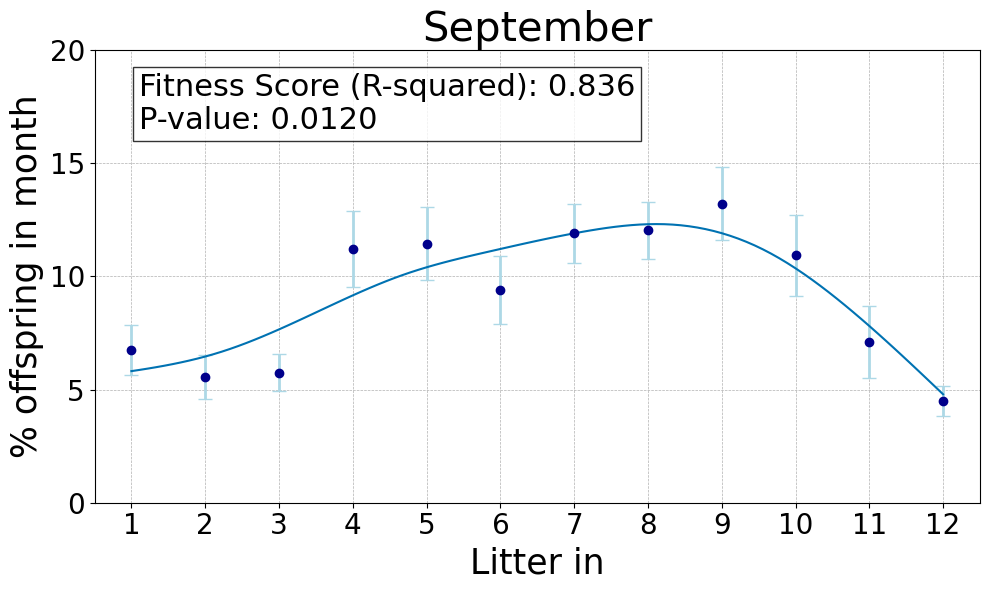 September
Fitness Score (R-squared): 0.836
P-value: 0.0120
% offspring in month
20
15
10
5
0
1 2 3 4 5 6 7 8 9 10 11 12
Litter in